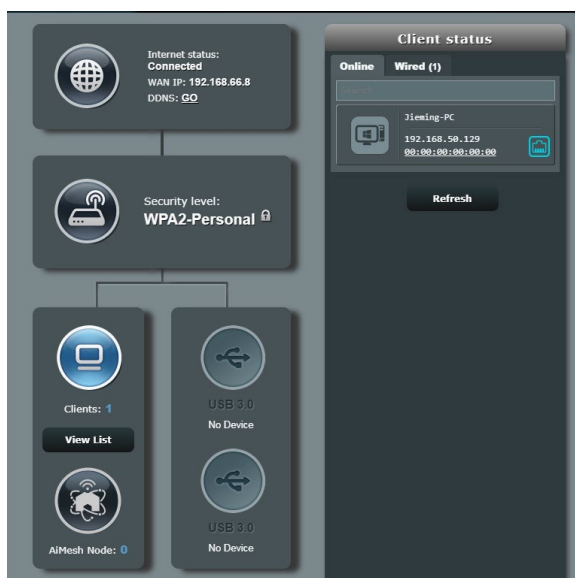 Internet status:
Connected
WAN IP: 192.168.66.8
DDNS: GO
Security level:
WPA2-Personal
Clients: 1
View List
AiMesh Node: 0
USB 3.0
No Device
USB 3.0
No Device
Client status
Online Wired (1)
Search
Jieming-PC
192.168.50.129
00:00:00:00:00:00
Refresh